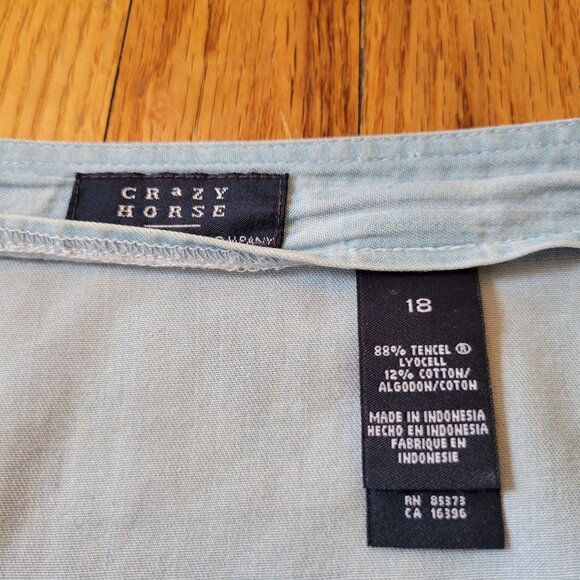 CRaZY
HORSE
18
88% TENCEL ®
LYOCELL
12% COTTON/
ALGODON/COTON
MADE IN INDONESIA
HECHO EN INDONESIA
FABRIQUE EN
INDONESIE
RN 85373
CA 16396